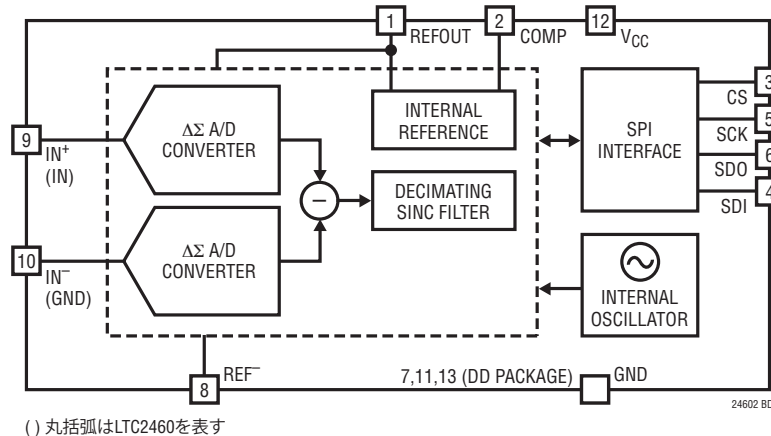 1
REFOUT
2
COMP
12
VCC
9
IN+
(IN)
ΔΣ A/D
CONVERTER
INTERNAL
REFERENCE
SPI
INTERFACE
3
CS
5
SCK
6
SDO
4
SDI
−
DECIMATING
SINC FILTER
10
IN−
(GND)
ΔΣ A/D
CONVERTER
INTERNAL
OSCILLATOR
8
REF−
7,11,13 (DD PACKAGE)
GND
24602 BD
( ) 丸括弧はLTC2460を表す